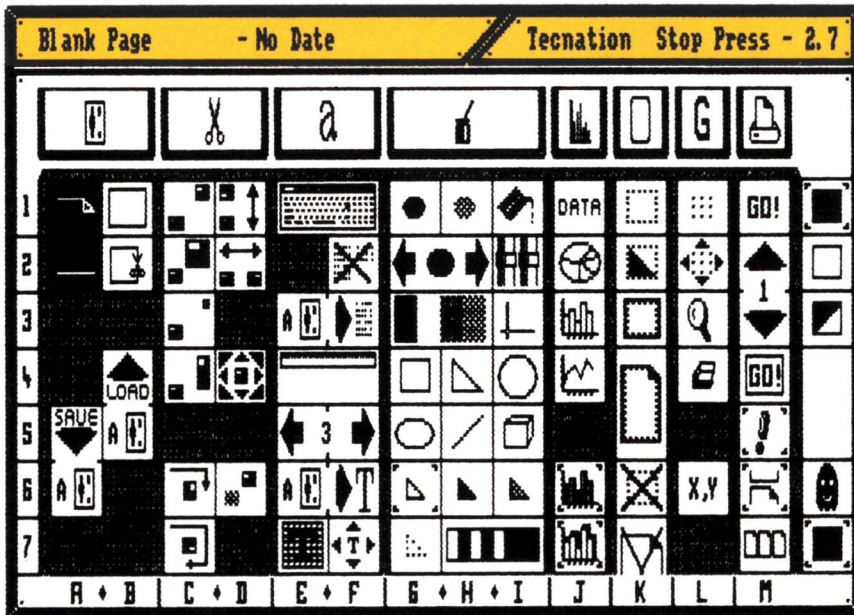 Blank Page - No Date Tecnation Stop Press - 2.7
a G
1 DATA GO!
2
3 A 1
4 LOAD GO!
5 SAVE A 3
6 A A T X,Y
7 T T
A ♦ B C ♦ D E ♦ F G ♦ H ♦ I J K L M